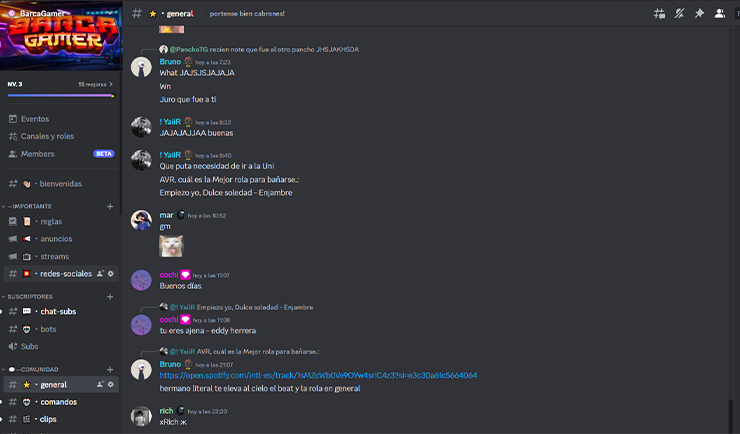 BarcaGamer
BARCA
GAMER
NV. 3
15 mejoras
Eventos
Canales y roles
Members
BETA
bienvenidas
IMPORTANTE
reglas
anuncios
streams
redes-sociales
SUSCRIPTORES
chat-subs
bots
Subs
COMUNIDAD
general
comandos
clips
general
portense bien cabrones!
@PanchoTG recien note que fue al otro pancho JHSJAKHSDA
Bruno hoy a las 7:23
What JAJSJSJAJAJA
Wn
Juro que fue a ti
! YaiiR hoy a las 8:32
JAJAJAJJAA buenas
! YaiiR hoy a las 8:40
Que puta necesidad de ir a la Uni
AVR, cuál es la Mejor rola para bañarse.:
Empiezo yo, Dulce soledad - Enjambre
mar hoy a las 10:52
gm
cochi hoy a las 11:07
Buenos días
@! YaiiR Empiezo yo, Dulce soledad - Enjambre
cochi hoy a las 11:08
tu eres ajena - eddy herrera
@! YaiiR AVR, cuál es la Mejor rola para bañarse.:
Bruno hoy a las 21:07
https://open.spotify.com/intl-es/track/1sMZcWb0Ve9OYw4srtC4z3?si=e3c30a61c5664064
hermano literal te eleva al cielo el beat y la rola en general
rich hoy a las 22:30
xRich ж